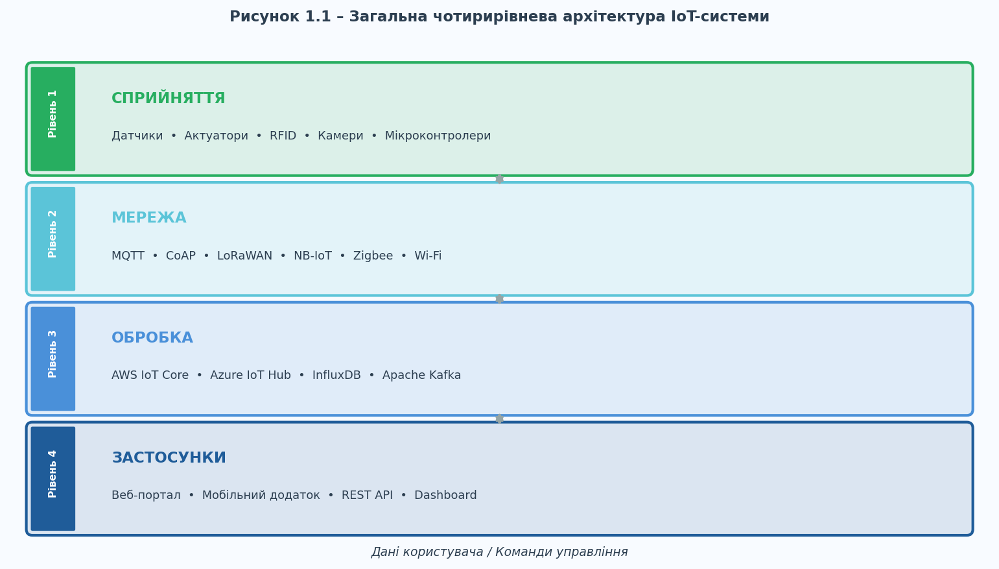 Рисунок 1.1 – Загальна чотирирівнева архітектура IoT-системи
Рівень 1
СПРИЙНЯТТЯ
Датчики • Актуатори • RFID • Камери • Мікроконтролери
Рівень 2
МЕРЕЖА
MQTT • CoAP • LoRaWAN • NB-IoT • Zigbee • Wi-Fi
Рівень 3
ОБРОБКА
AWS IoT Core • Azure IoT Hub • InfluxDB • Apache Kafka
Рівень 4
ЗАСТОСУНКИ
Веб-портал • Мобільний додаток • REST API • Dashboard
Дані користувача / Команди управління